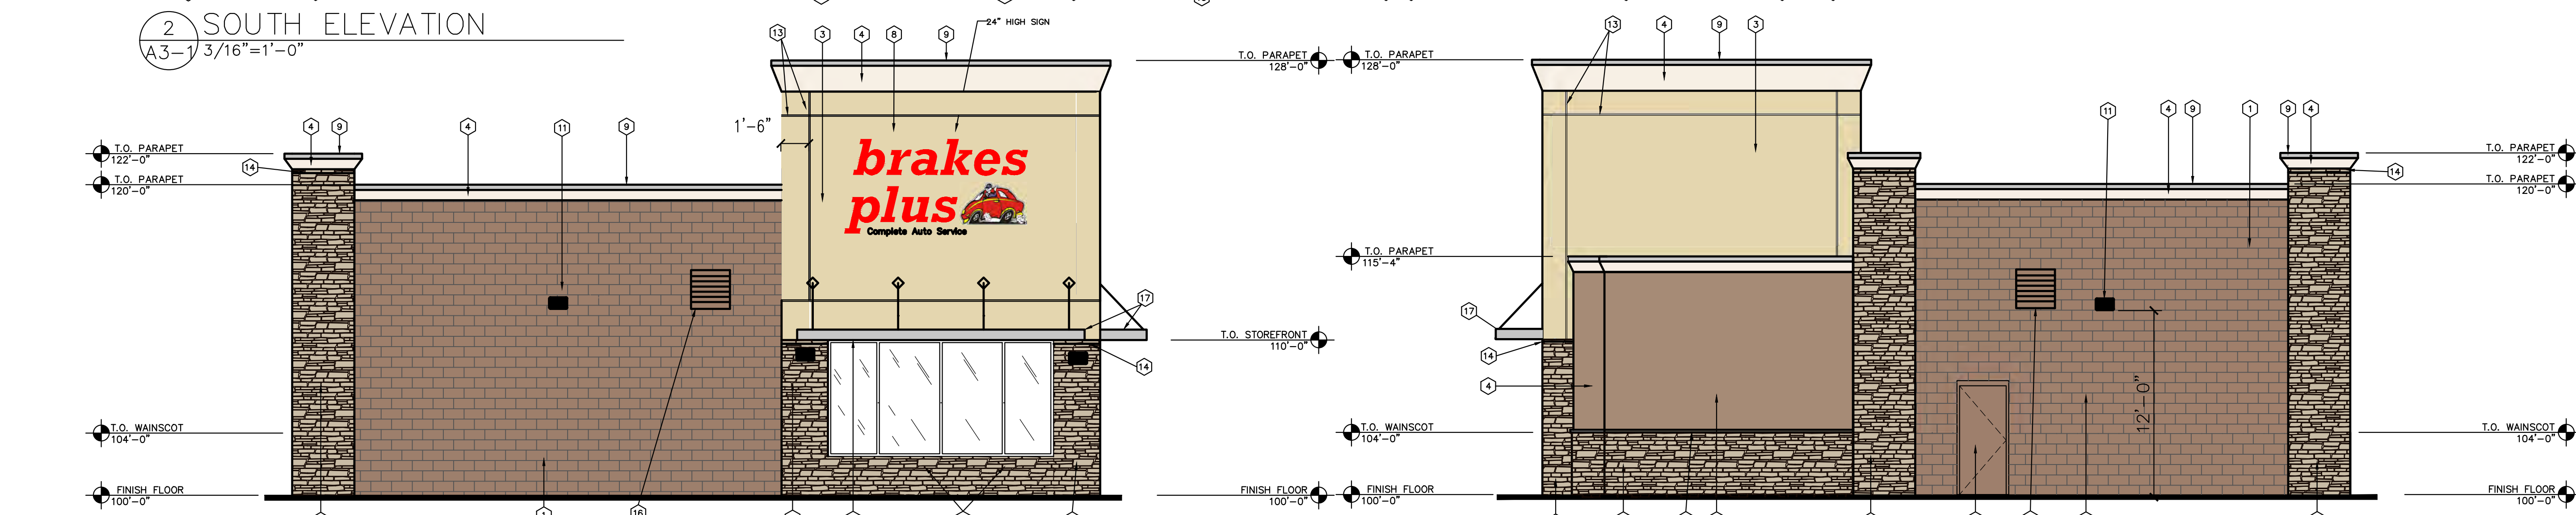 2 SOUTH ELEVATION
A3-1 3/16"=1'-0"
24" HIGH SIGN
13 3 4 8 9
T.O. PARAPET
128'-0"
T.O. PARAPET
128'-0"
13 4 9 3
4 9 4 11 9
1'-6"
14
T.O. PARAPET
122'-0"
T.O. PARAPET
120'-0"
brakes
plus
Complete Auto Service
17
14
T.O. STOREFRONT
110'-0"
T.O. WAINSCOT
104'-0"
FINISH FLOOR
100'-0"
1 16
FINISH FLOOR
100'-0"
T.O. PARAPET
115'-4"
17
14
4
T.O. WAINSCOT
104'-0"
FINISH FLOOR
100'-0"
11 4 9 1 9 4
14
12'-0"
T.O. PARAPET
122'-0"
T.O. PARAPET
120'-0"
T.O. WAINSCOT
104'-0"
FINISH FLOOR
100'-0"